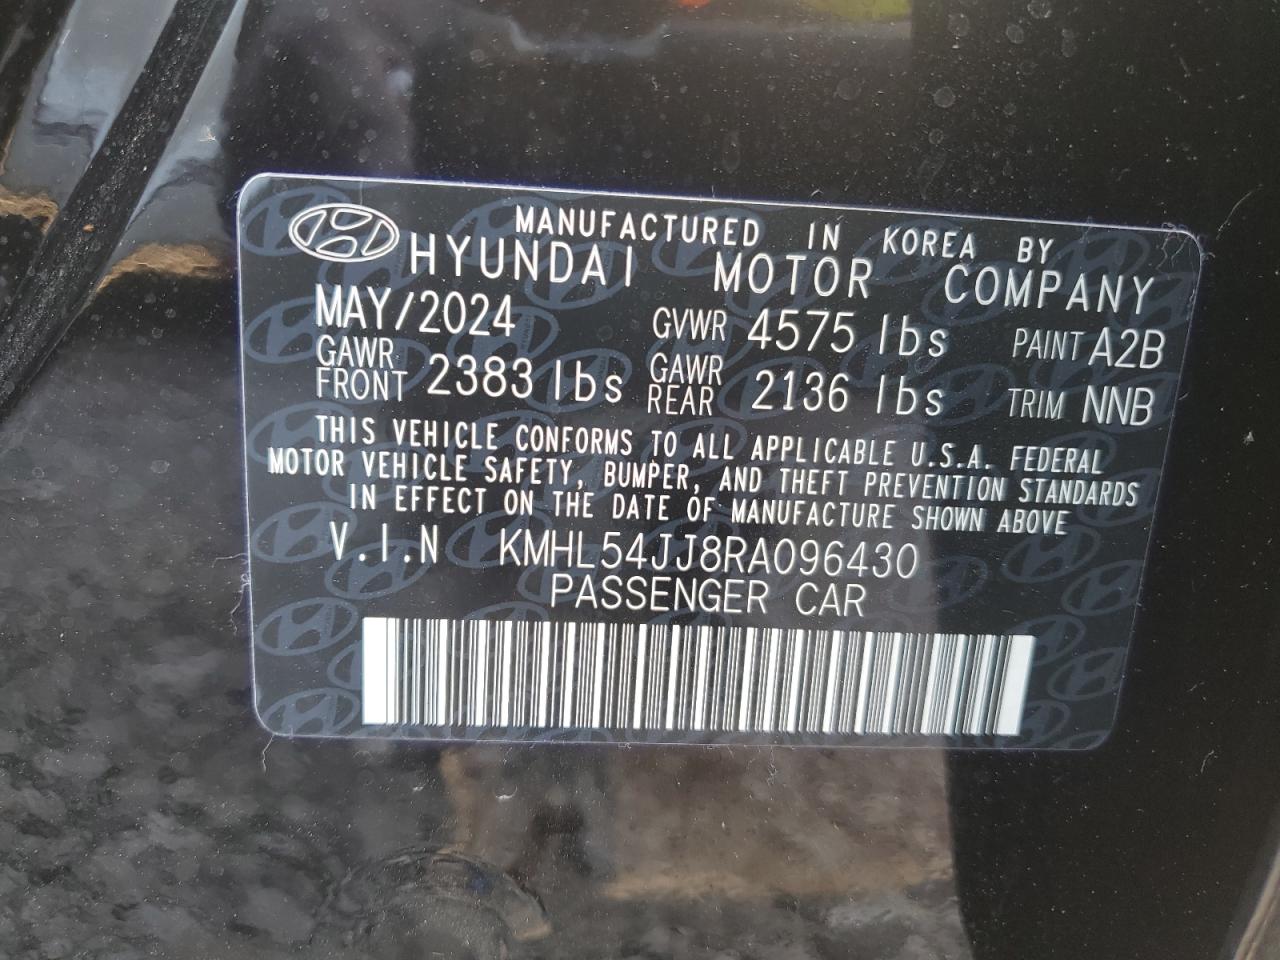 MANUFACTURED IN KOREA BY
HYUNDAI MOTOR COMPANY
MAY/2024 GVWR 4575 lbs PAINT A2B
GAWR FRONT 2383 lbs GAWR REAR 2136 lbs TRIM NNB
THIS VEHICLE CONFORMS TO ALL APPLICABLE U.S.A. FEDERAL
MOTOR VEHICLE SAFETY, BUMPER, AND THEFT PREVENTION STANDARDS
IN EFFECT ON THE DATE OF MANUFACTURE SHOWN ABOVE
V.I.N KMHL54JJ8RA096430
PASSENGER CAR